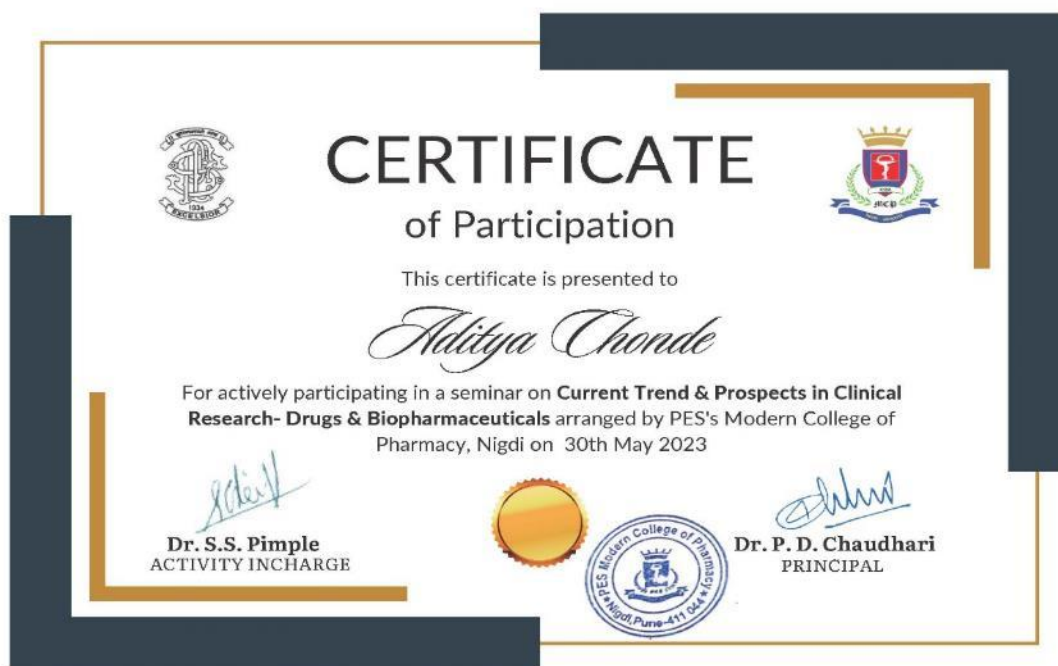 CERTIFICATE
of Participation
This certificate is presented to
Aditya Chonde
For actively participating in a seminar on Current Trend & Prospects in Clinical
Research- Drugs & Biopharmaceuticals arranged by PES's Modern College of
Pharmacy, Nigdi on 30th May 2023
Dr. S.S. Pimple
ACTIVITY INCHARGE
Dr. P. D. Chaudhari
PRINCIPAL
1934
EXCELSIOR
MCP
PES Modern College of Pharmacy
Nigdi, Pune-411 044